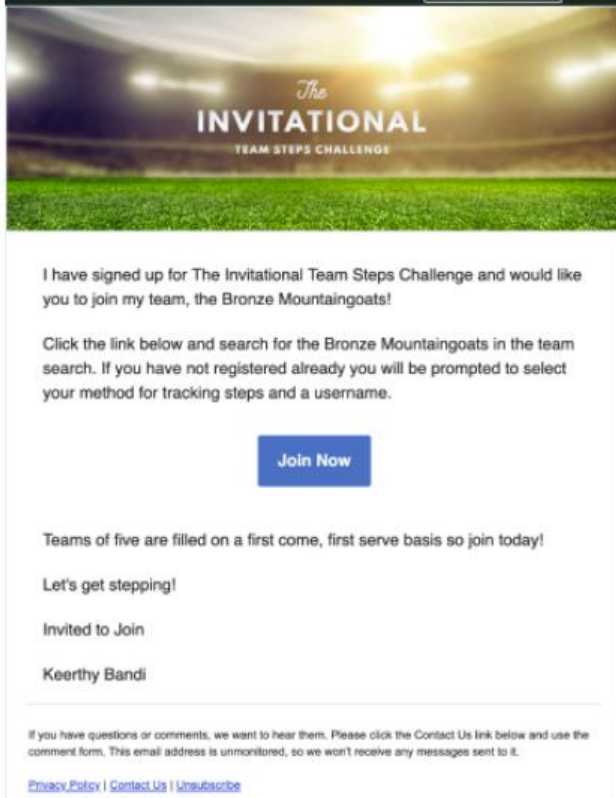 The
INVITATIONAL
TEAM STEPS CHALLENGE
I have signed up for The Invitational Team Steps Challenge and would like
you to join my team, the Bronze Mountaingoats!
Click the link below and search for the Bronze Mountaingoats in the team
search. If you have not registered already you will be prompted to select
your method for tracking steps and a username.
Join Now
Teams of five are filled on a first come, first serve basis so join today!
Let's get stepping!
Invited to Join
Keerthy Bandi
If you have questions or comments, we want to hear them. Please click the Contact Us link below and use the
comment form. This email address is unmonitored, so we won't receive any messages sent to it.
Privacy Policy | Contact Us | Unsubscribe